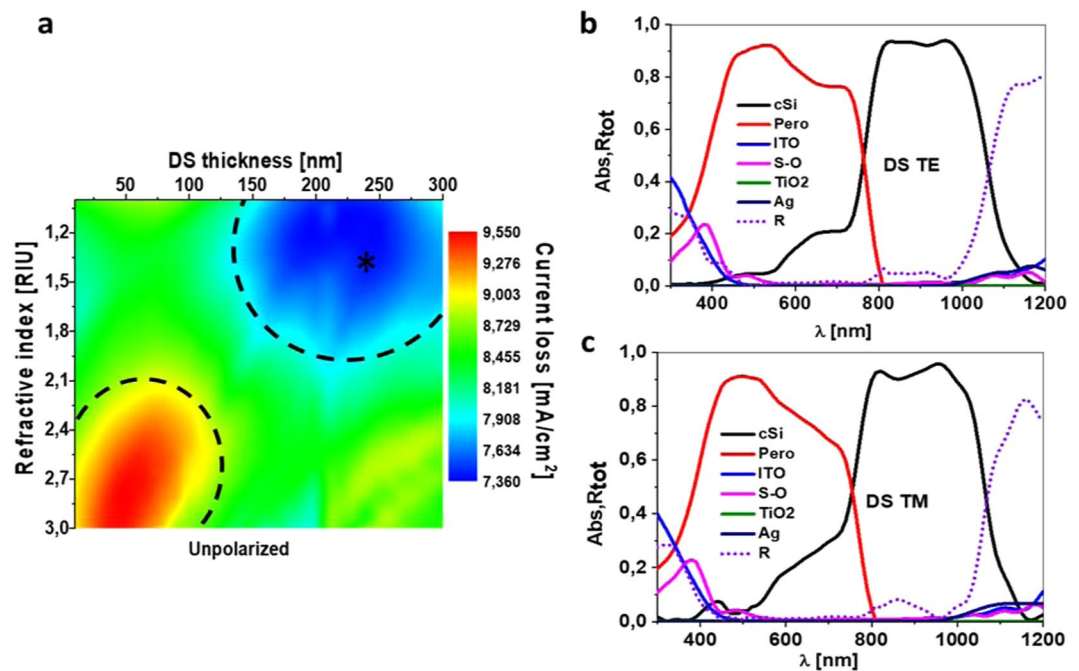 a
DS thickness [nm]
50 100 150 200 250 300
Refractive index [RIU]
1,2
1,5
1,8
2,1
2,4
2,7
3,0
*
Unpolarized
9,550
9,276
9,003
8,729
8,455
8,181
7,908
7,634
7,360
Current loss [mA/cm²]
b
Abs,Rtot
1,0
0,8
0,6
0,4
0,2
0,0
cSi
Pero
ITO
S-O
TiO2
Ag
R
DS TE
400 600 800 1000 1200
λ [nm]
c
Abs,Rtot
1,0
0,8
0,6
0,4
0,2
0,0
cSi
Pero
ITO
S-O
TiO2
Ag
R
DS TM
400 600 800 1000 1200
λ [nm]